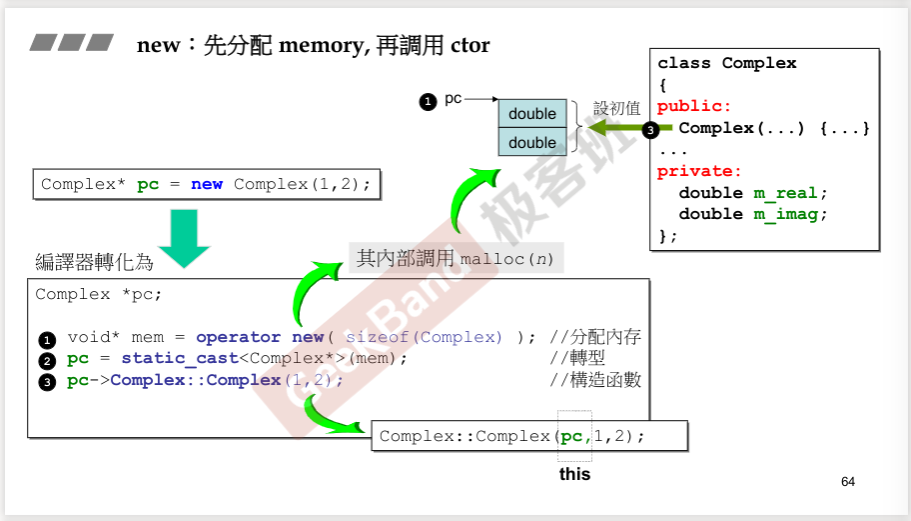 new：先分配 memory, 再調用 ctor
class Complex
{
public:
Complex(...) {...}
...
private:
double m_real;
double m_imag;
};
1 pc
double
double
設初值
3
Complex* pc = new Complex(1,2);
編譯器轉化為
其內部調用 malloc(n)
Complex *pc;
1 void* mem = operator new( sizeof(Complex) ); //分配內存
2 pc = static_cast<Complex*>(mem); //轉型
3 pc->Complex::Complex(1,2); //構造函數
Complex::Complex(pc,1,2);
this
GeekBand 极客班
64